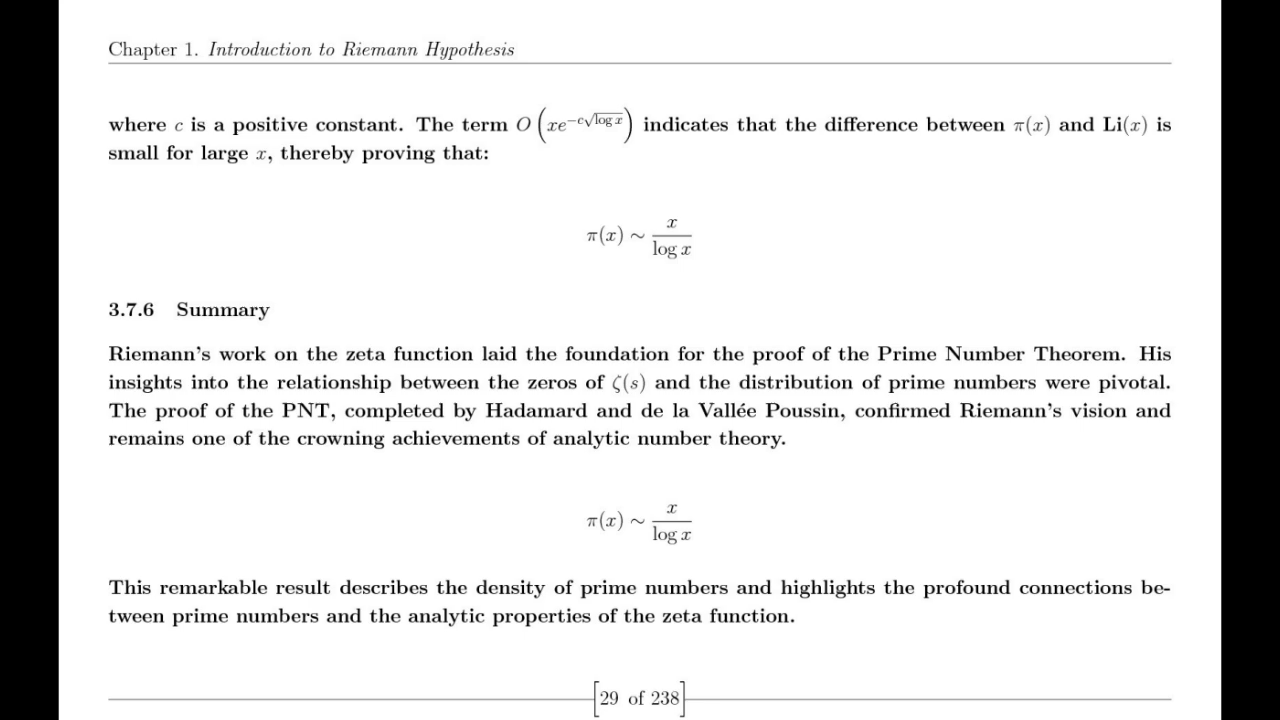 Chapter 1. Introduction to Riemann Hypothesis
where c is a positive constant. The term O (xe^{−c√log x}) indicates that the difference between π(x) and Li(x) is
small for large x, thereby proving that:
π(x) ∼ x / log x
3.7.6 Summary
Riemann's work on the zeta function laid the foundation for the proof of the Prime Number Theorem. His
insights into the relationship between the zeros of ζ(s) and the distribution of prime numbers were pivotal.
The proof of the PNT, completed by Hadamard and de la Vallée Poussin, confirmed Riemann's vision and
remains one of the crowning achievements of analytic number theory.
π(x) ∼ x / log x
This remarkable result describes the density of prime numbers and highlights the profound connections be-
tween prime numbers and the analytic properties of the zeta function.
[29 of 238]